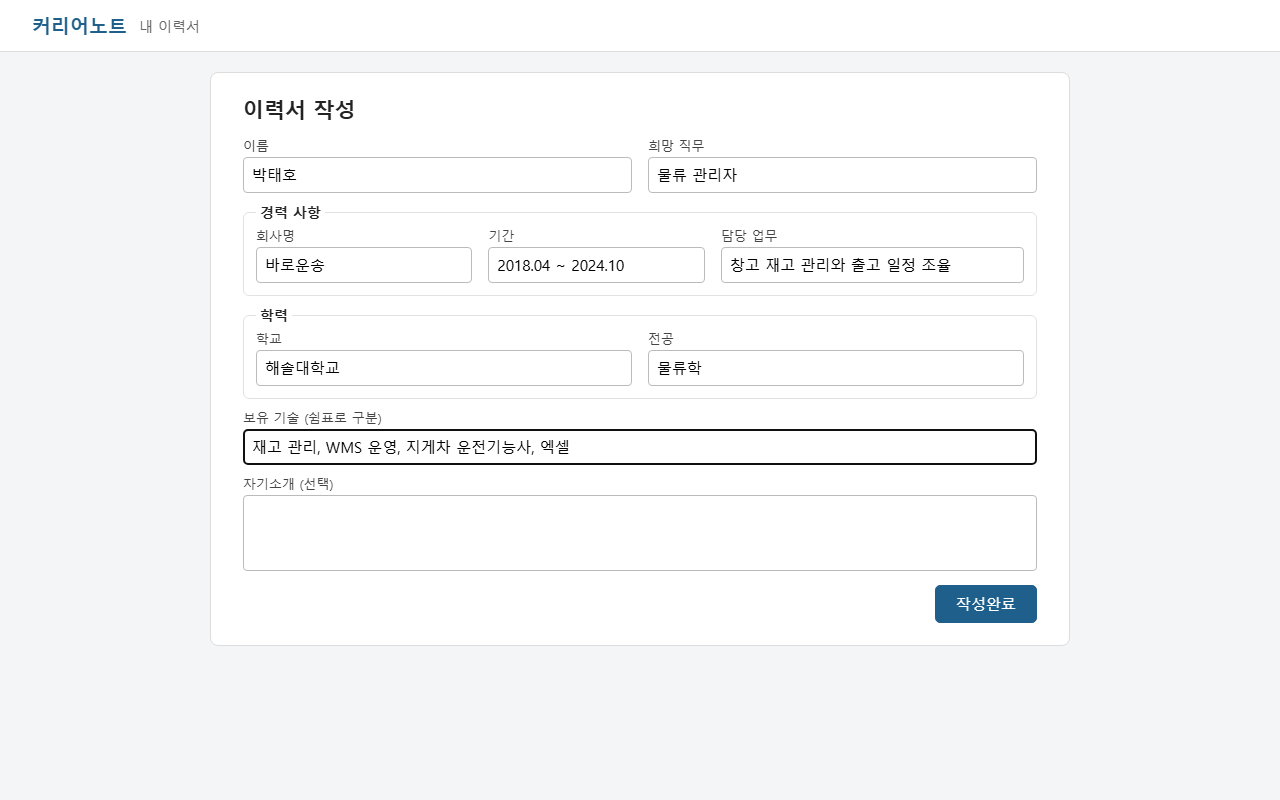 커리어노트 내 이력서
이력서 작성
이름 희망 직무
박태호 물류 관리자
경력 사항
회사명 기간 담당 업무
바로운송 2018.04 ~ 2024.10 창고 재고 관리와 출고 일정 조율
학력
학교 전공
해솔대학교 물류학
보유 기술 (쉼표로 구분)
재고 관리, WMS 운영, 지게차 운전기능사, 엑셀
자기소개 (선택)
작성완료